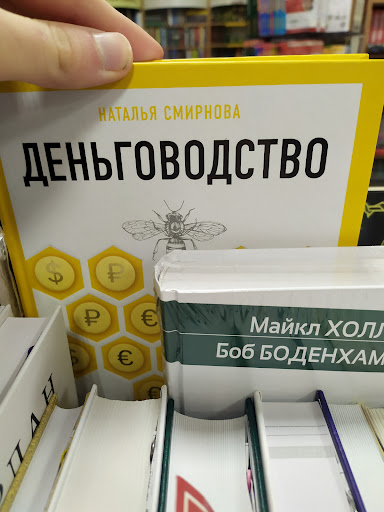 НАТАЛЬЯ СМИРНОВА
ДЕНЬГОВОДСТВО
$ ₽
₽ €
€
€
Майкл ХОЛЛ
Боб БОДЕНХАМ